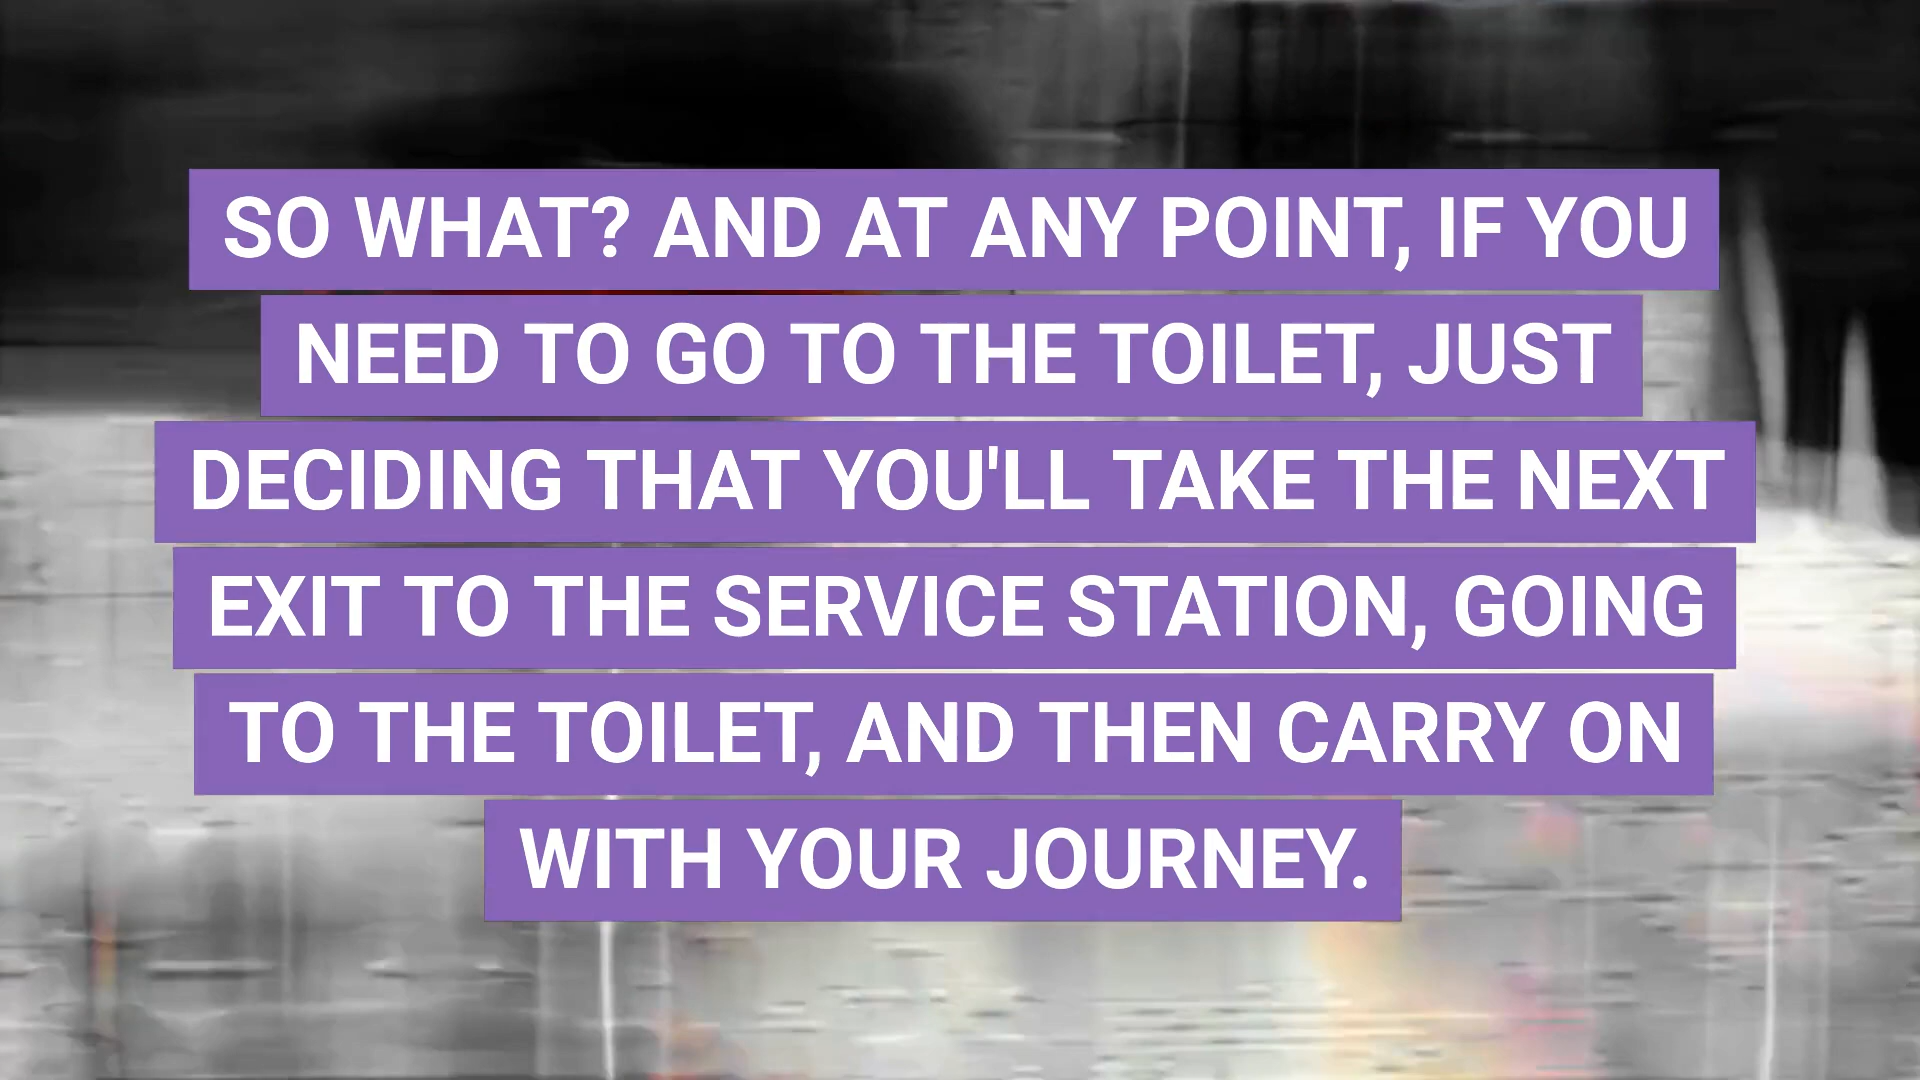 SO WHAT? AND AT ANY POINT, IF YOU
NEED TO GO TO THE TOILET, JUST
DECIDING THAT YOU'LL TAKE THE NEXT
EXIT TO THE SERVICE STATION, GOING
TO THE TOILET, AND THEN CARRY ON
WITH YOUR JOURNEY.